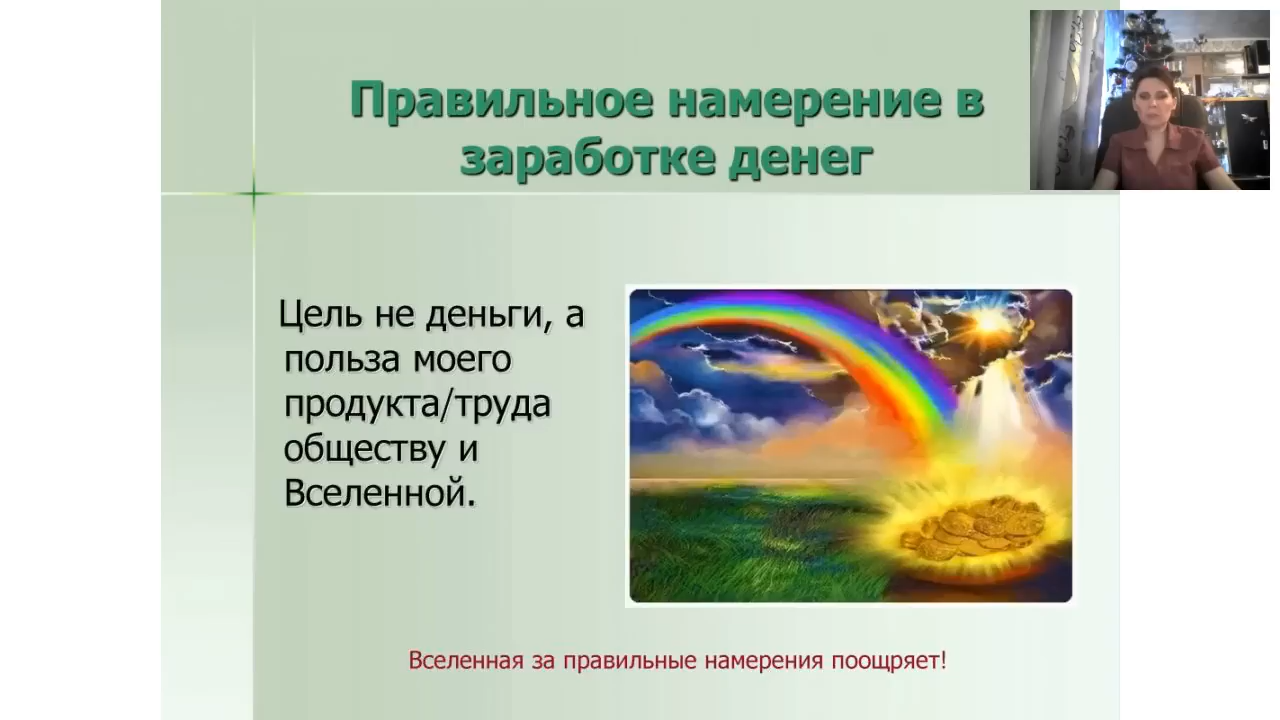 Правильное намерение в
заработке денег
Цель не деньги, а
польза моего
продукта/труда
обществу и
Вселенной.
Вселенная за правильные намерения поощряет!